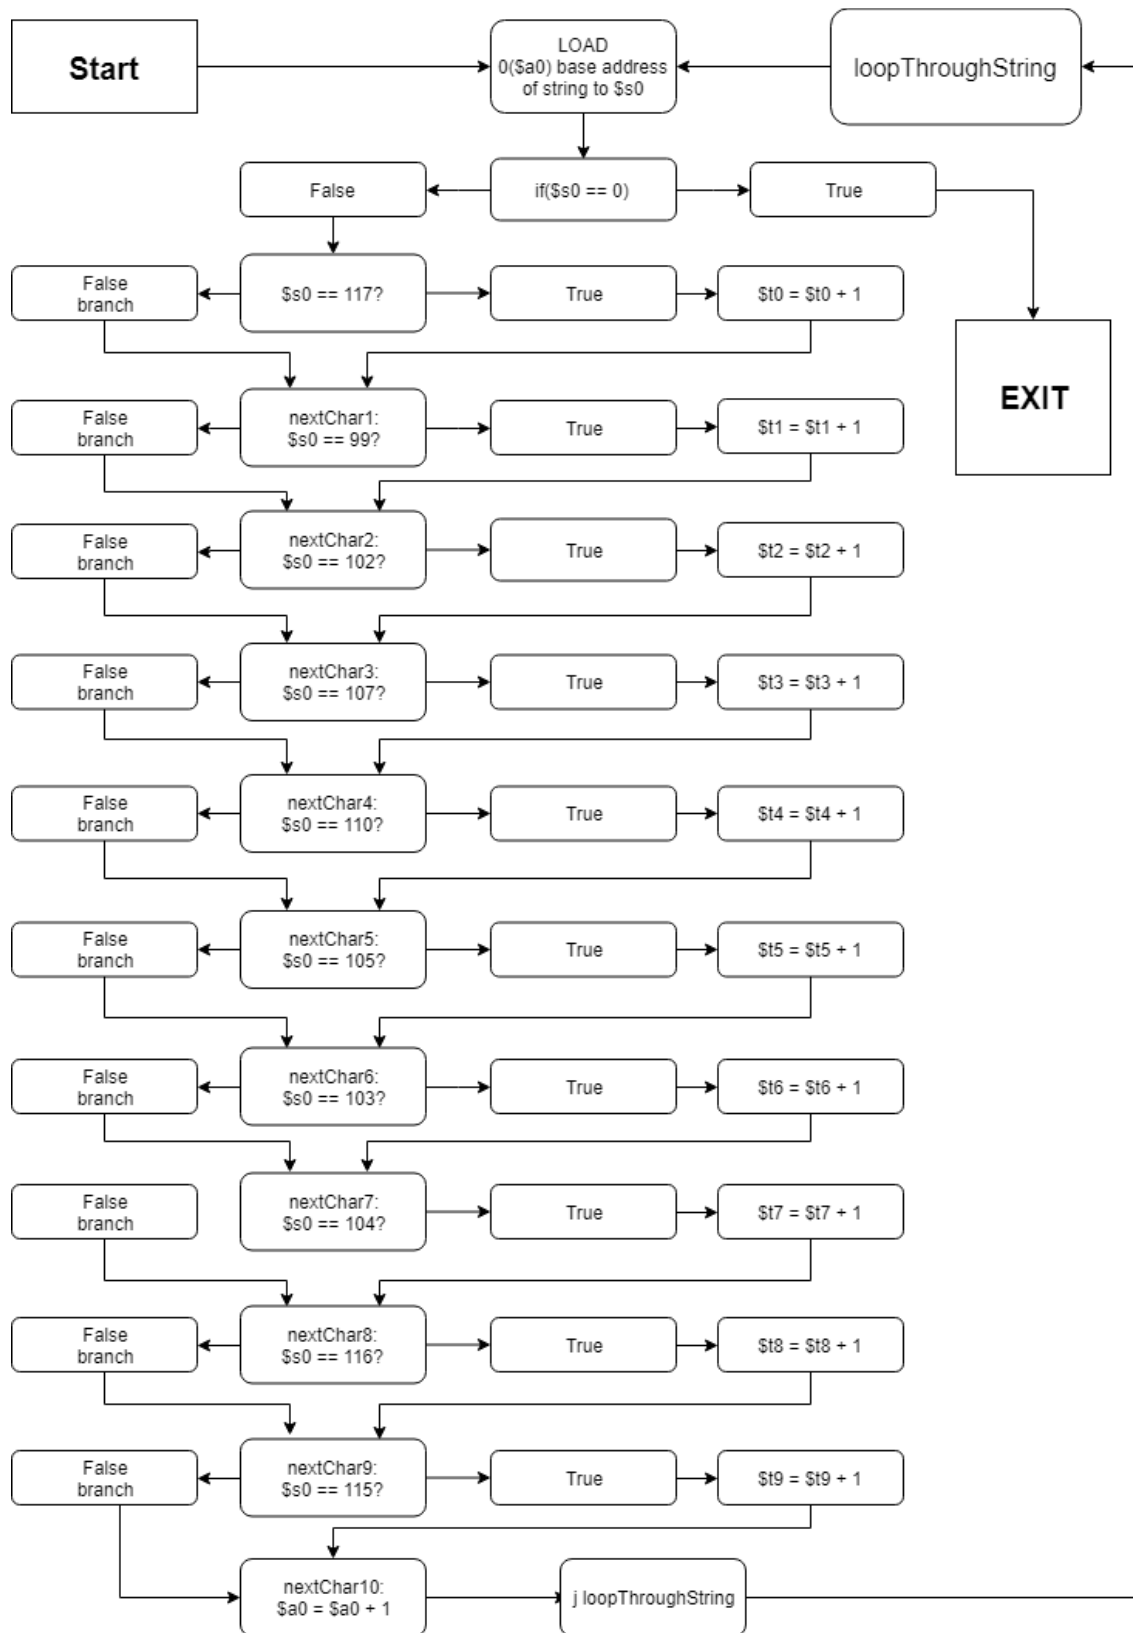 Start
LOAD
0($a0) base address
of string to $s0
loopThroughString
False
if($s0 == 0)
True
False
branch
$s0 == 117?
True
$t0 = $t0 + 1
EXIT
False
branch
nextChar1:
$s0 == 99?
True
$t1 = $t1 + 1
False
branch
nextChar2:
$s0 == 102?
True
$t2 = $t2 + 1
False
branch
nextChar3:
$s0 == 107?
True
$t3 = $t3 + 1
False
branch
nextChar4:
$s0 == 110?
True
$t4 = $t4 + 1
False
branch
nextChar5:
$s0 == 105?
True
$t5 = $t5 + 1
False
branch
nextChar6:
$s0 == 103?
True
$t6 = $t6 + 1
False
branch
nextChar7:
$s0 == 104?
True
$t7 = $t7 + 1
False
branch
nextChar8:
$s0 == 116?
True
$t8 = $t8 + 1
False
branch
nextChar9:
$s0 == 115?
True
$t9 = $t9 + 1
nextChar10:
$a0 = $a0 + 1
j loopThroughString